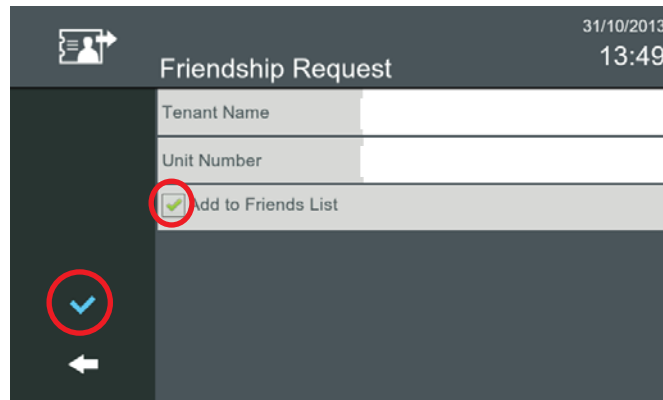 31/10/2013
13:49
Friendship Request
Tenant Name
Unit Number
Add to Friends List